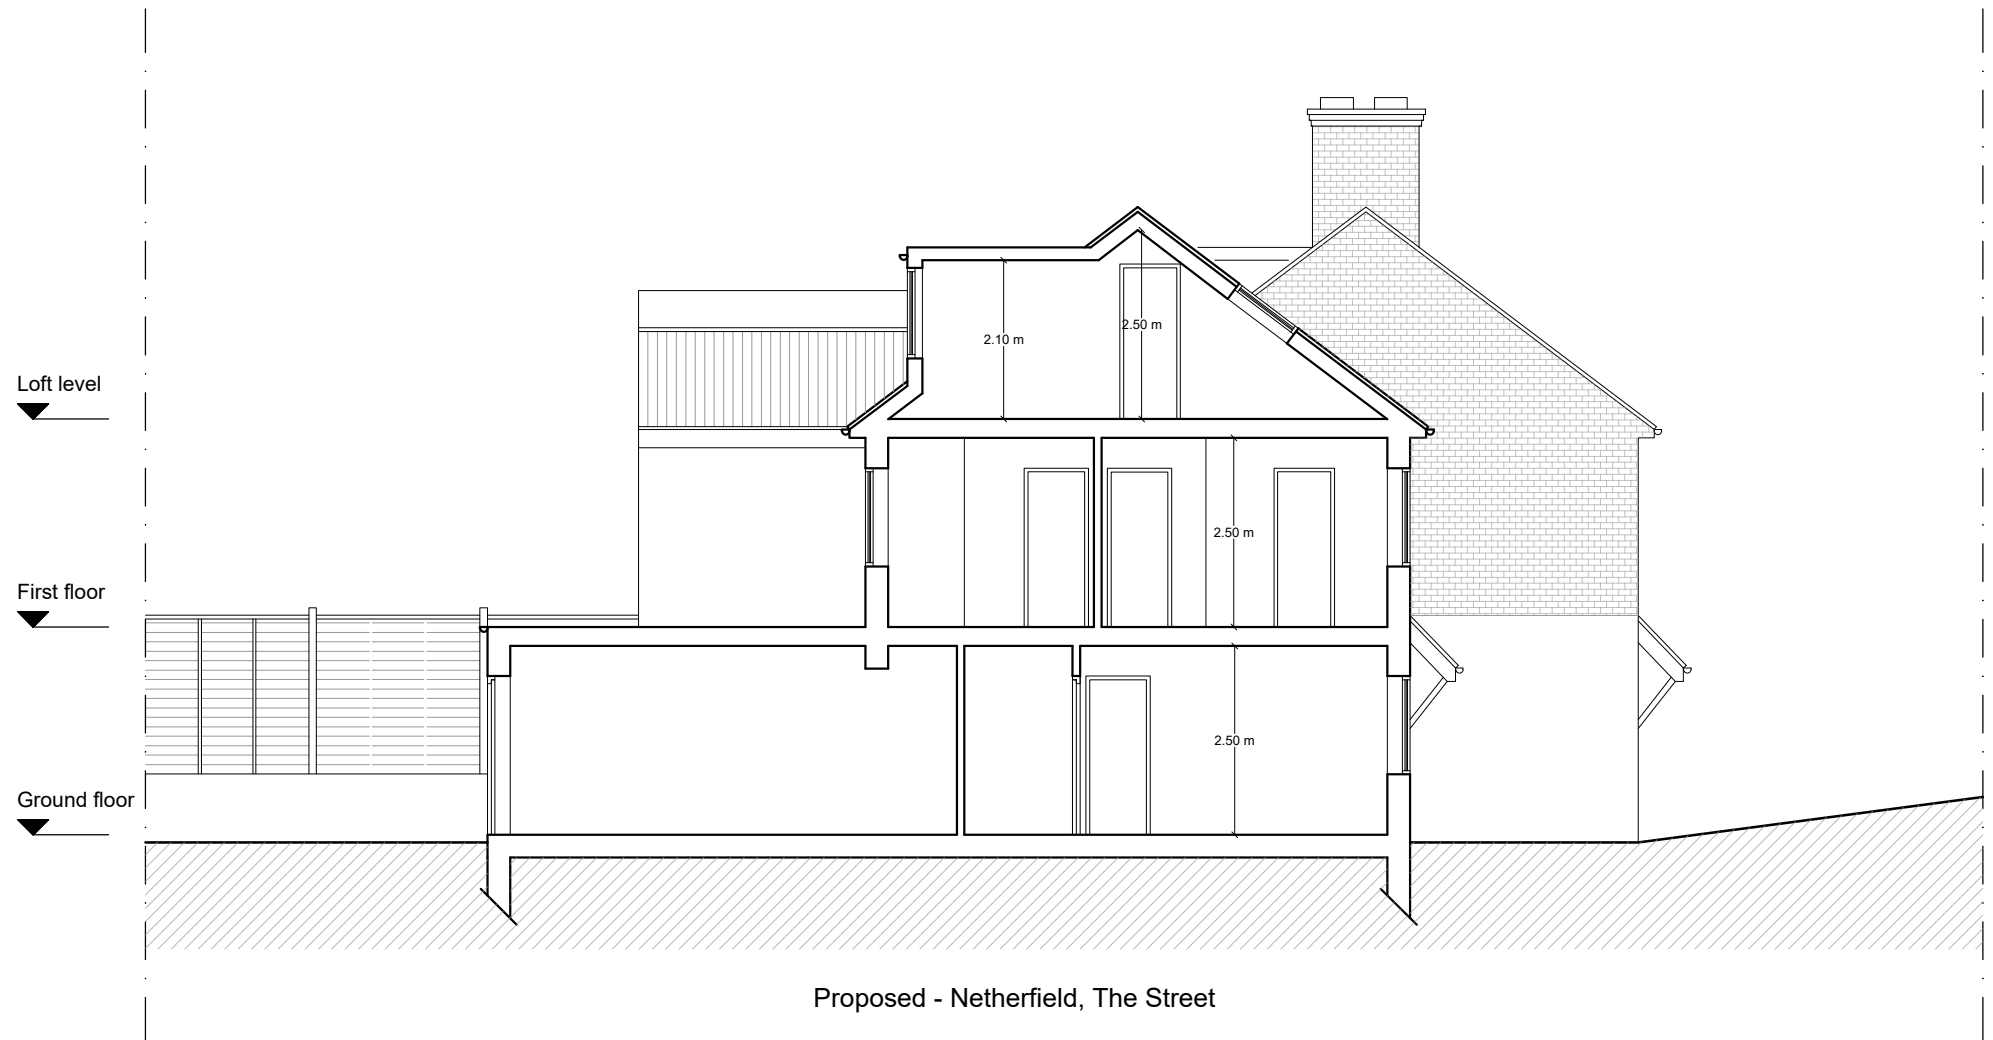 2.10 m
2.50 m
Loft level
2.50 m
First floor
2.50 m
Ground floor
Proposed - Netherfield, The Street